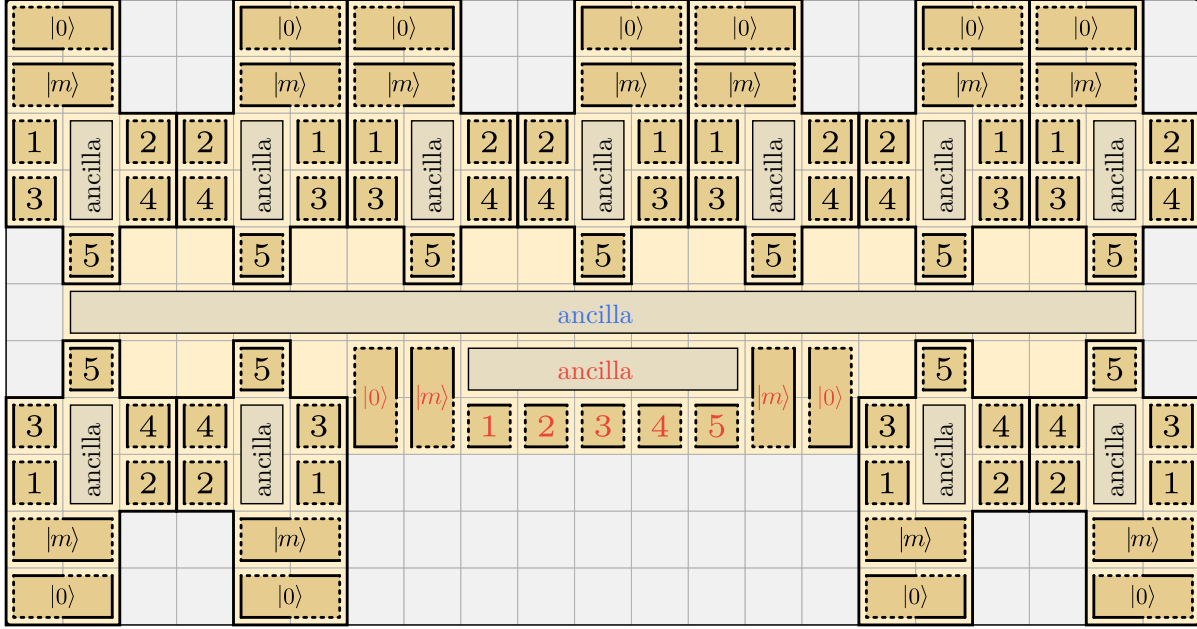 |0⟩ |0⟩ |0⟩ |0⟩ |0⟩ |0⟩ |0⟩
|m⟩ |m⟩ |m⟩ |m⟩ |m⟩ |m⟩ |m⟩
1 ancilla 2 2 ancilla 1 1 ancilla 2 2 ancilla 1 1 ancilla 2 2 ancilla 1 1 ancilla 2
3 4 4 3 3 4 4 3 3 4 4 3 3 4
5 5 5 5 5 5 5
ancilla
5 5 ancilla 5 5
|0⟩ |m⟩ |m⟩ |0⟩
3 ancilla 4 4 ancilla 3 1 2 3 4 5 3 ancilla 4 4 ancilla 3
1 2 2 1 1 2 2 1
|m⟩ |m⟩ |m⟩ |m⟩
|0⟩ |0⟩ |0⟩ |0⟩